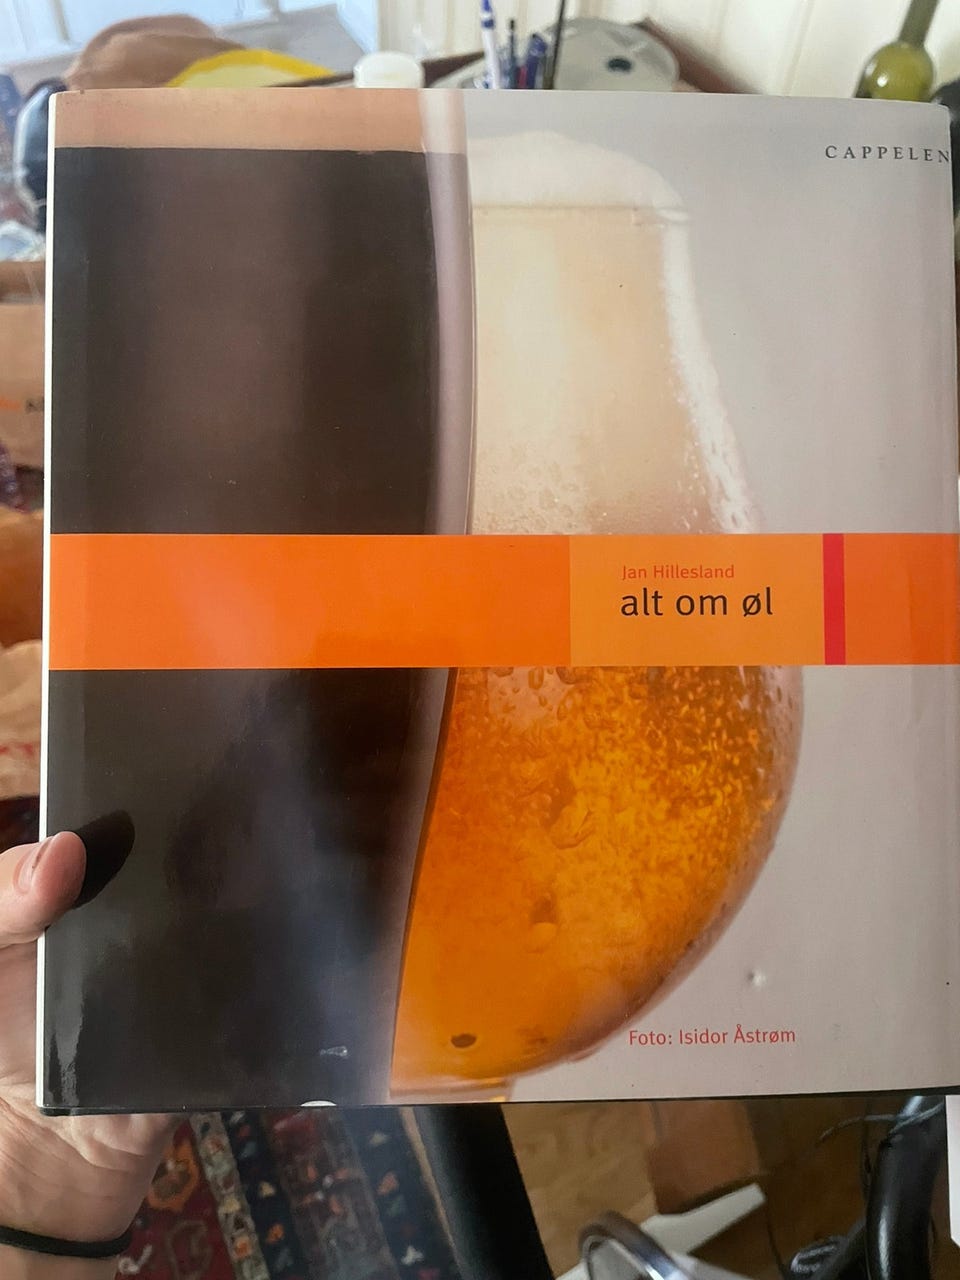 CAPPELEN
Jan Hillesland
alt om øl
Foto: Isidor Åstrøm